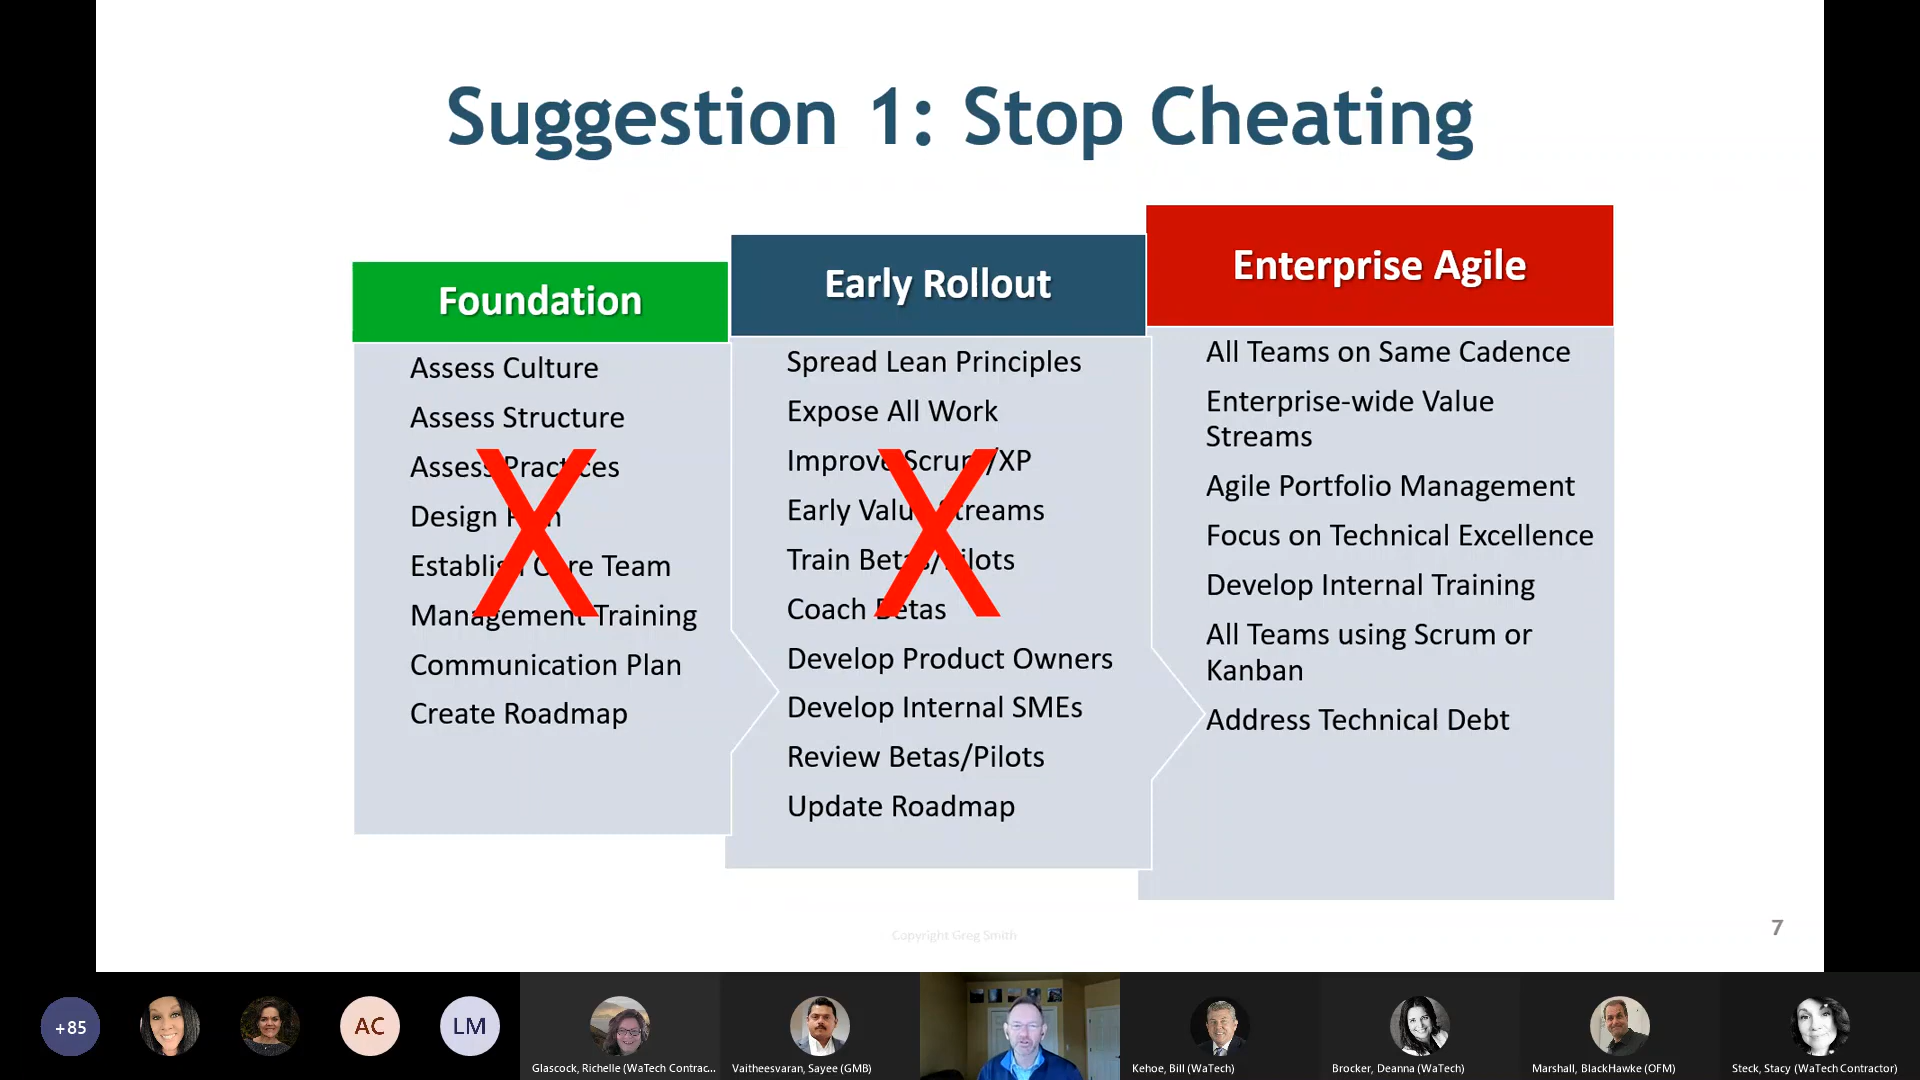 Suggestion 1: Stop Cheating
Foundation
Assess Culture
Assess Structure
Assess Practices
Design Plan
Establish Core Team
Management Training
Communication Plan
Create Roadmap
Early Rollout
Spread Lean Principles
Expose All Work
Improve Scrum/XP
Early Value Streams
Train Betas/Pilots
Coach Betas
Develop Product Owners
Develop Internal SMEs
Review Betas/Pilots
Update Roadmap
Enterprise Agile
All Teams on Same Cadence
Enterprise-wide Value
Streams
Agile Portfolio Management
Focus on Technical Excellence
Develop Internal Training
All Teams using Scrum or
Kanban
Address Technical Debt
X
X
Copyright Greg Smith
7
+85
AC
LM
Glascock, Richelle (WaTech Contrac...
Vaitheesvaran, Sayee (GMB)
Kehoe, Bill (WaTech)
Brocker, Deanna (WaTech)
Marshall, BlackHawke (OFM)
Steck, Stacy (WaTech Contractor)